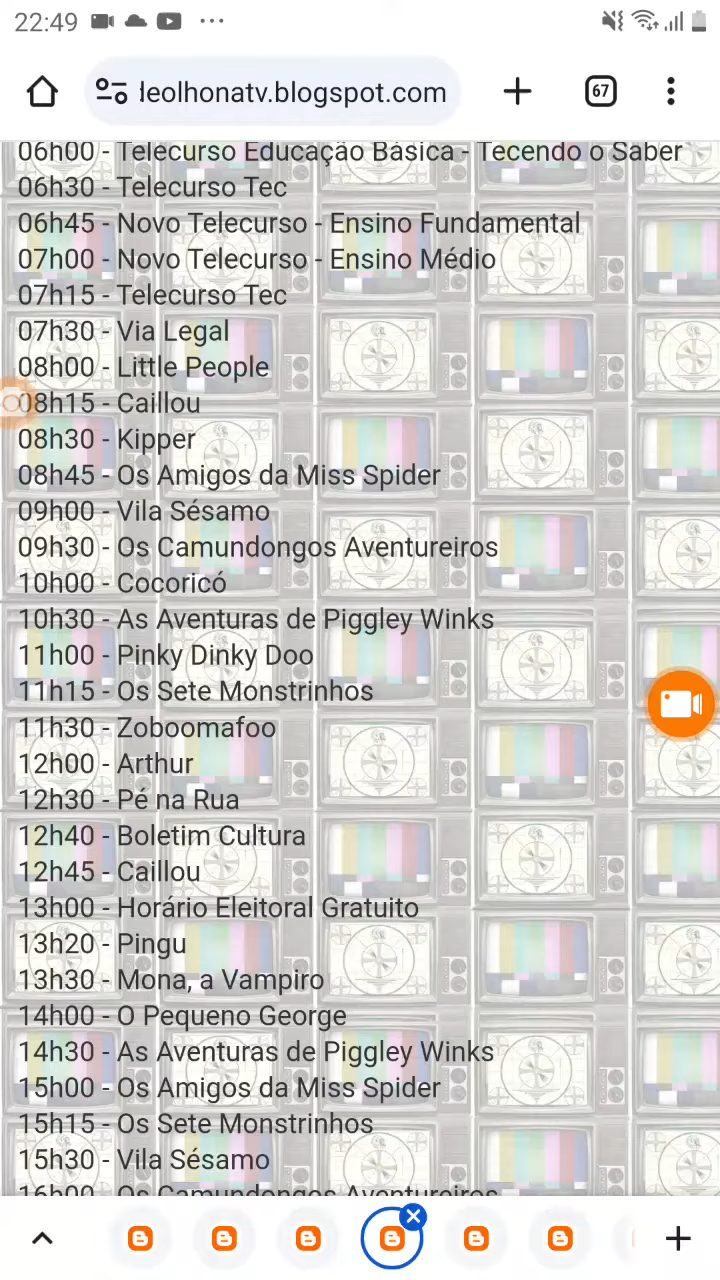 22:49
leolhonatv.blogspot.com
67
06h00 - Telecurso Educação Básica - Tecendo o Saber
06h30 - Telecurso Tec
06h45 - Novo Telecurso - Ensino Fundamental
07h00 - Novo Telecurso - Ensino Médio
07h15 - Telecurso Tec
07h30 - Via Legal
08h00 - Little People
08h15 - Caillou
08h30 - Kipper
08h45 - Os Amigos da Miss Spider
09h00 - Vila Sésamo
09h30 - Os Camundongos Aventureiros
10h00 - Cocoricó
10h30 - As Aventuras de Piggley Winks
11h00 - Pinky Dinky Doo
11h15 - Os Sete Monstrinhos
11h30 - Zoboomafoo
12h00 - Arthur
12h30 - Pé na Rua
12h40 - Boletim Cultura
12h45 - Caillou
13h00 - Horário Eleitoral Gratuito
13h20 - Pingu
13h30 - Mona, a Vampiro
14h00 - O Pequeno George
14h30 - As Aventuras de Piggley Winks
15h00 - Os Amigos da Miss Spider
15h15 - Os Sete Monstrinhos
15h30 - Vila Sésamo
16h00 - Os Camundongos Aventureiros